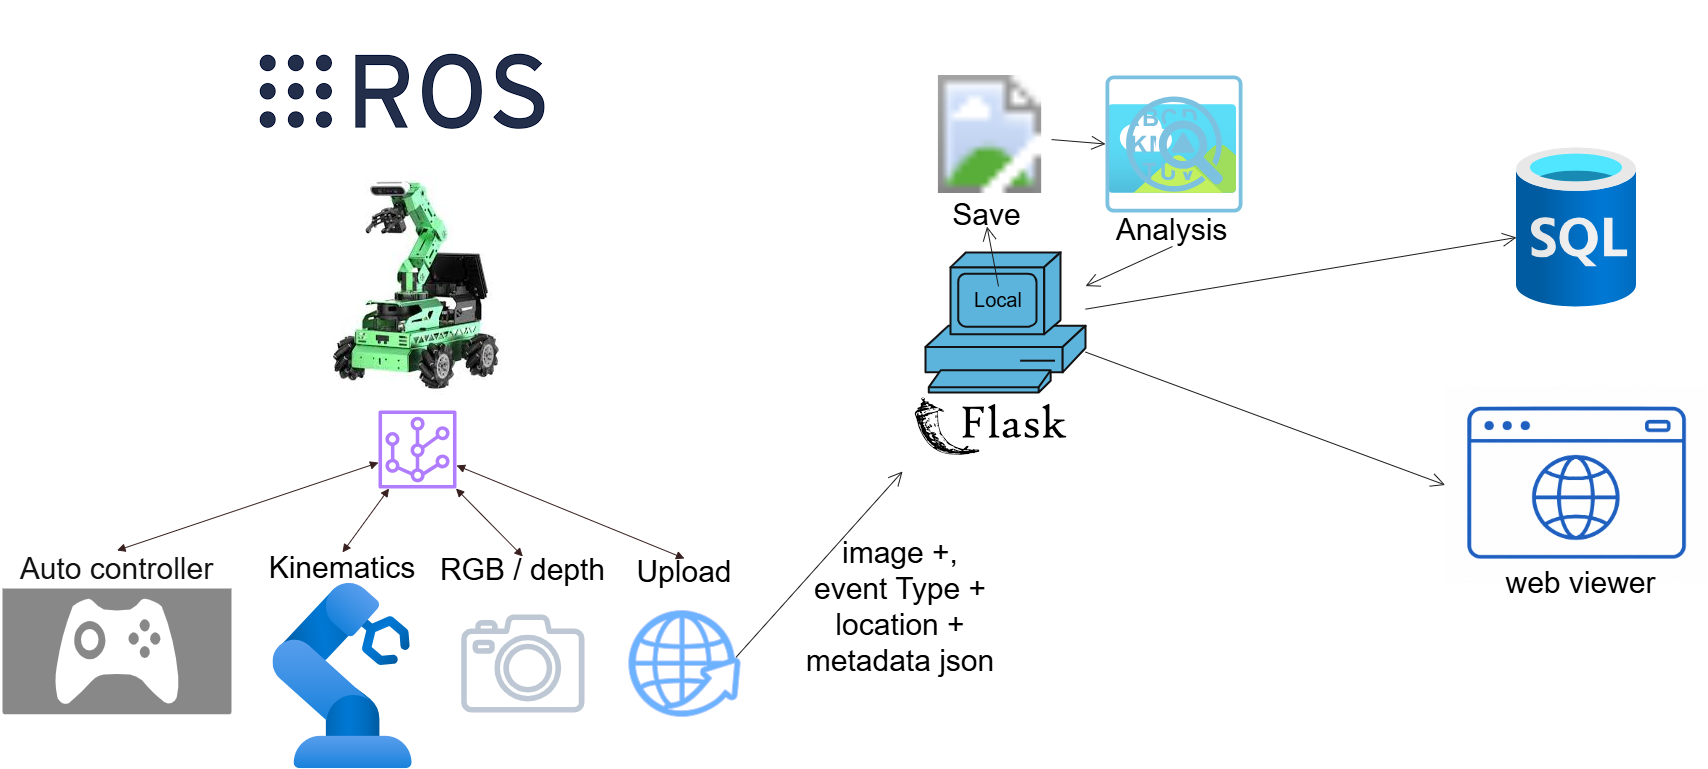 ROS
Save
Analysis
Local
SQL
Flask
Auto controller
Kinematics
RGB / depth
Upload
image +,
event Type +
location +
metadata json
web viewer